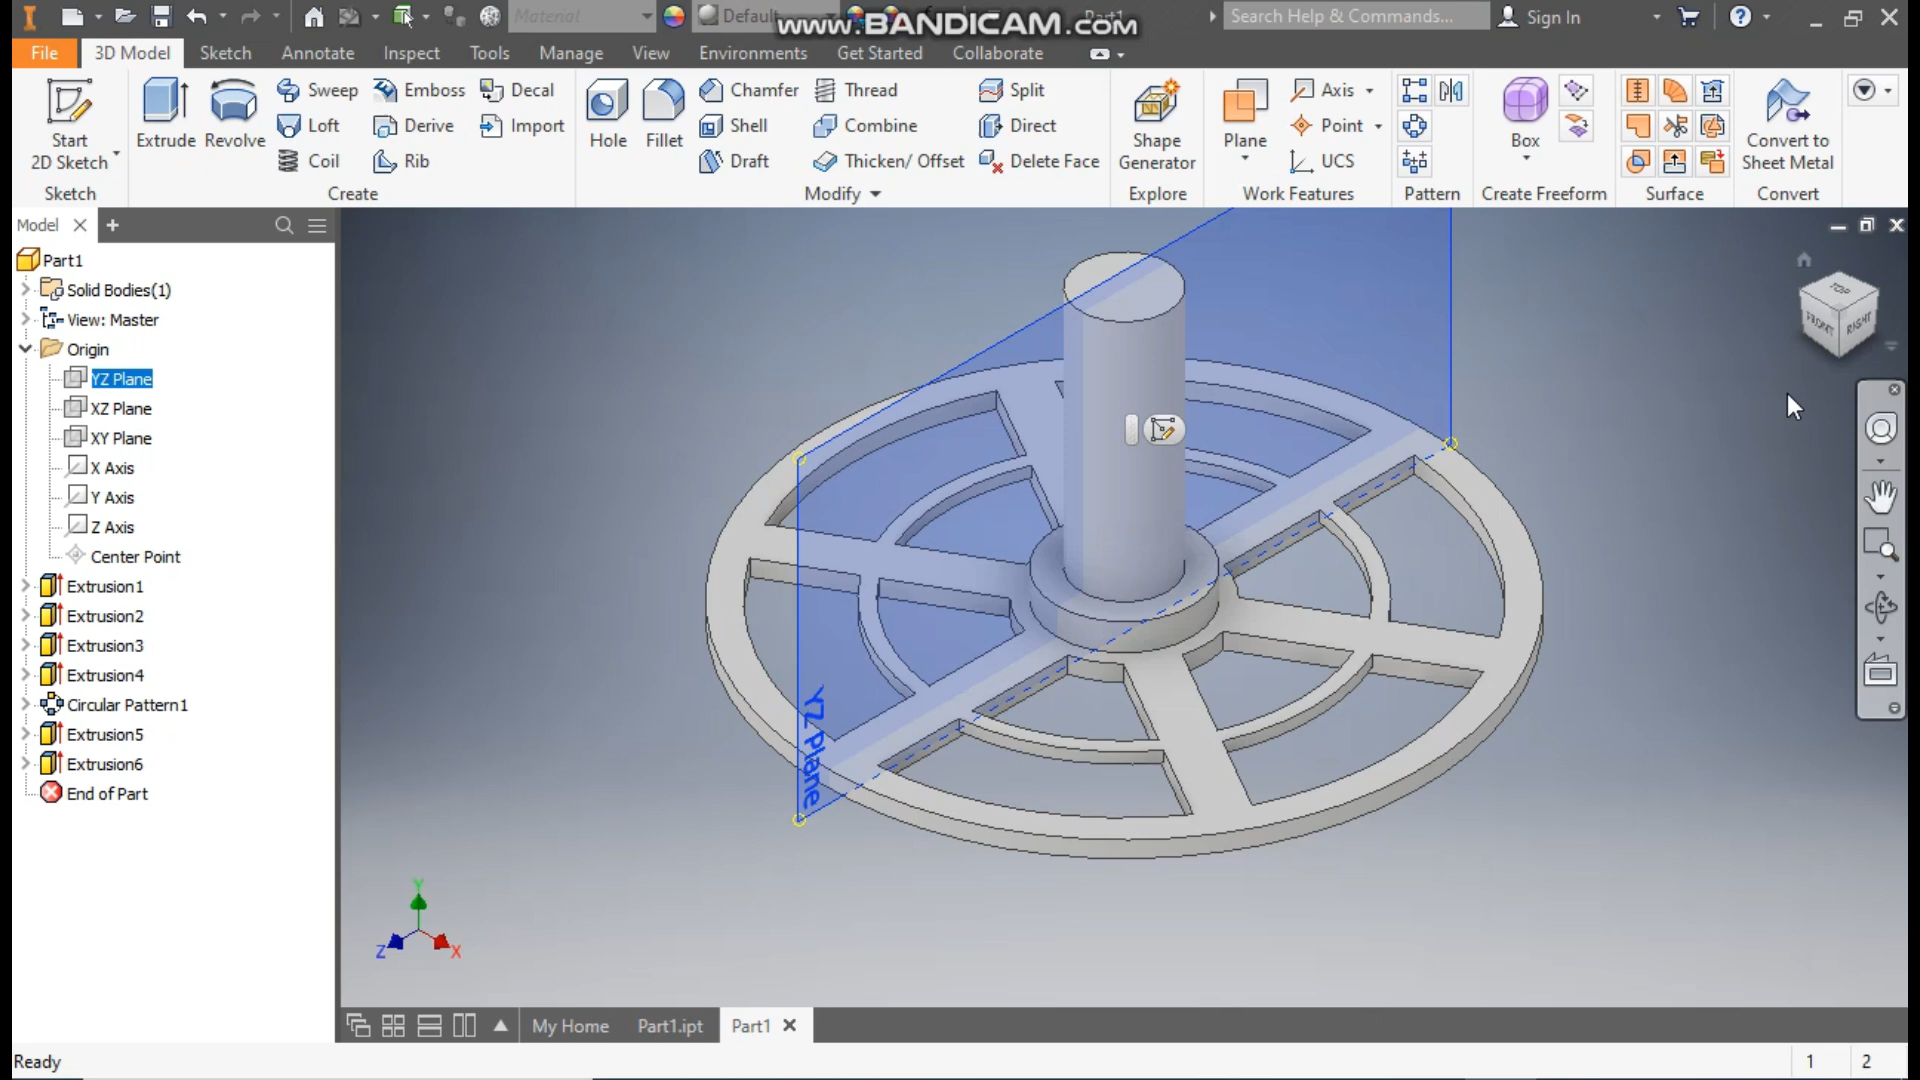 Material
Default
www.BANDICAM.com
Search Help & Commands...
Sign In
File
3D Model
Sketch
Annotate
Inspect
Tools
Manage
View
Environments
Get Started
Collaborate
Start
2D Sketch
Extrude
Revolve
Sweep
Loft
Coil
Emboss
Derive
Rib
Decal
Import
Hole
Fillet
Chamfer
Shell
Draft
Thread
Combine
Thicken/ Offset
Split
Direct
Delete Face
Shape
Generator
Plane
Axis
Point
UCS
Box
Convert to
Sheet Metal
Sketch
Create
Modify
Explore
Work Features
Pattern
Create Freeform
Surface
Convert
Model
Part1
Solid Bodies(1)
View: Master
Origin
YZ Plane
XZ Plane
XY Plane
X Axis
Y Axis
Z Axis
Center Point
Extrusion1
Extrusion2
Extrusion3
Extrusion4
Circular Pattern1
Extrusion5
Extrusion6
End of Part
TOP
FRONT
RIGHT
YZ Plane
Y
Z
X
My Home
Part1.ipt
Part1
Ready
1
2